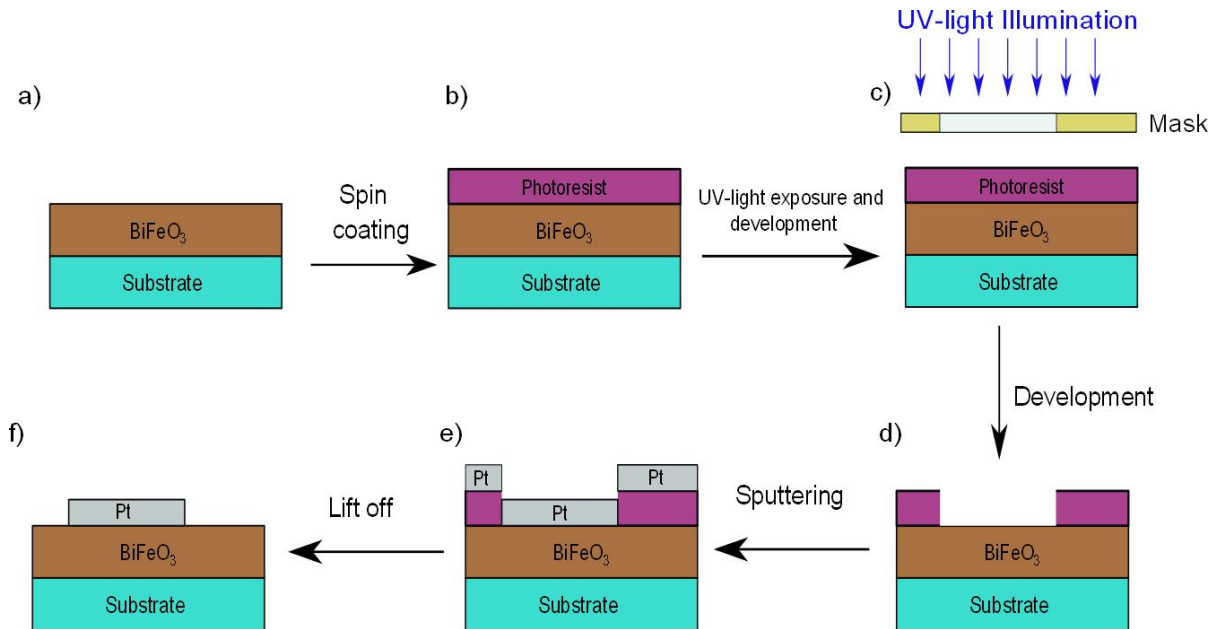 UV-light Illumination
a)
b)
c)
Mask
Spin
coating
Photoresist
BiFeO₃
Substrate
UV-light exposure and
development
Photoresist
BiFeO₃
Substrate
BiFeO₃
Substrate
Development
d)
BiFeO₃
Substrate
Sputtering
e)
Pt
Pt
Pt
BiFeO₃
Substrate
Lift off
f)
Pt
BiFeO₃
Substrate